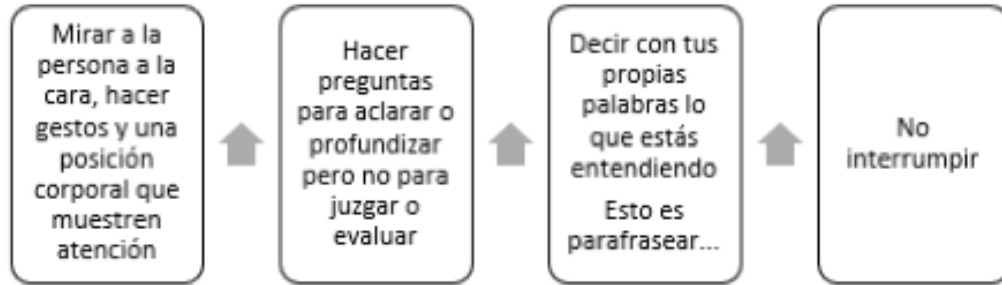 Mirar a la
persona a la
cara, hacer
gestos y una
posición
corporal que
muestren
atención
Hacer
preguntas
para aclarar o
profundizar
pero no para
juzgar o
evaluar
Decir con tus
propias
palabras lo
que estás
entendiendo
Esto es
parafrasear...
No
interrumpir